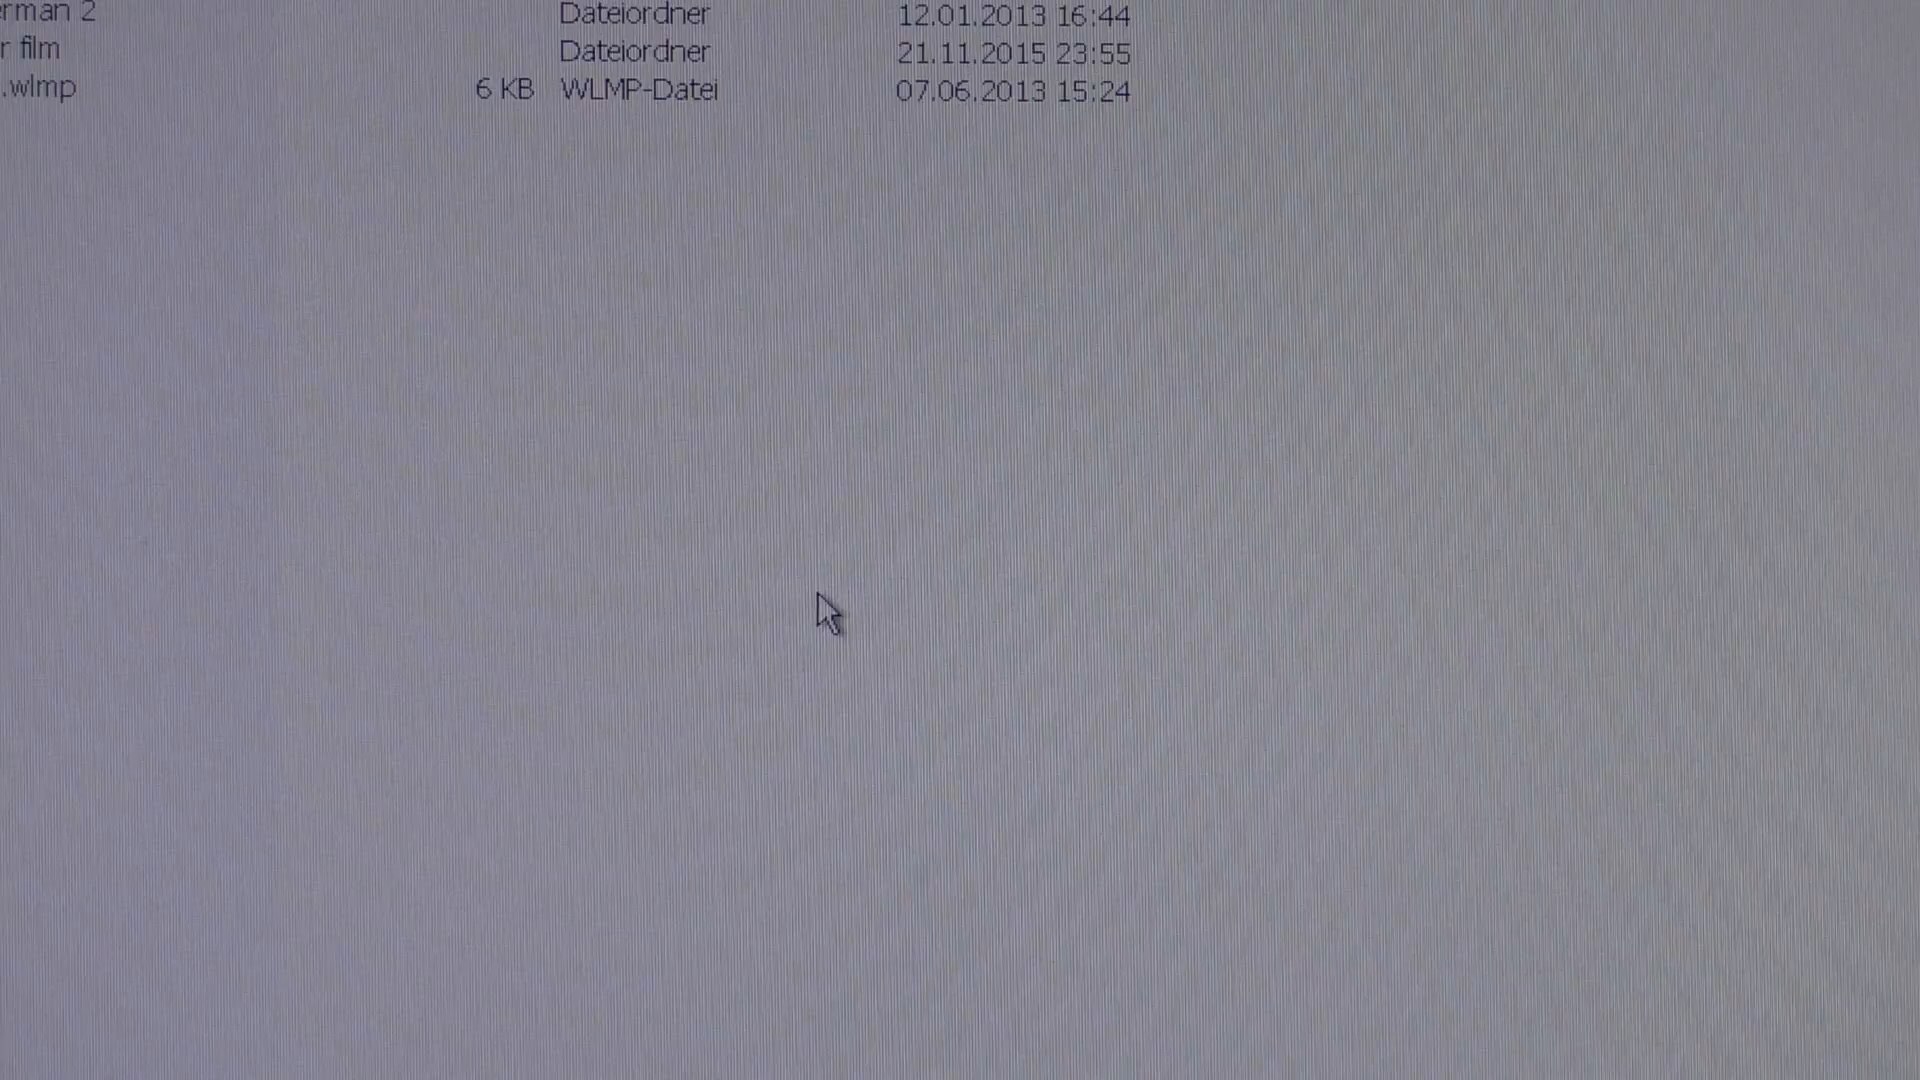 erman 2 Dateiordner 12.01.2013 16:44
r film Dateiordner 21.11.2015 23:55
.wlmp 6 KB WLMP-Datei 07.06.2013 15:24